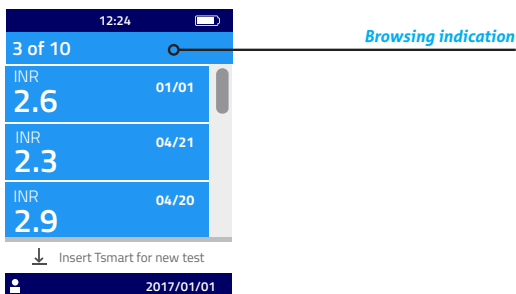 12:24
3 of 10
Browsing indication
INR
2.6
01/01
INR
2.3
04/21
INR
2.9
04/20
Insert Tsmart for new test
2017/01/01